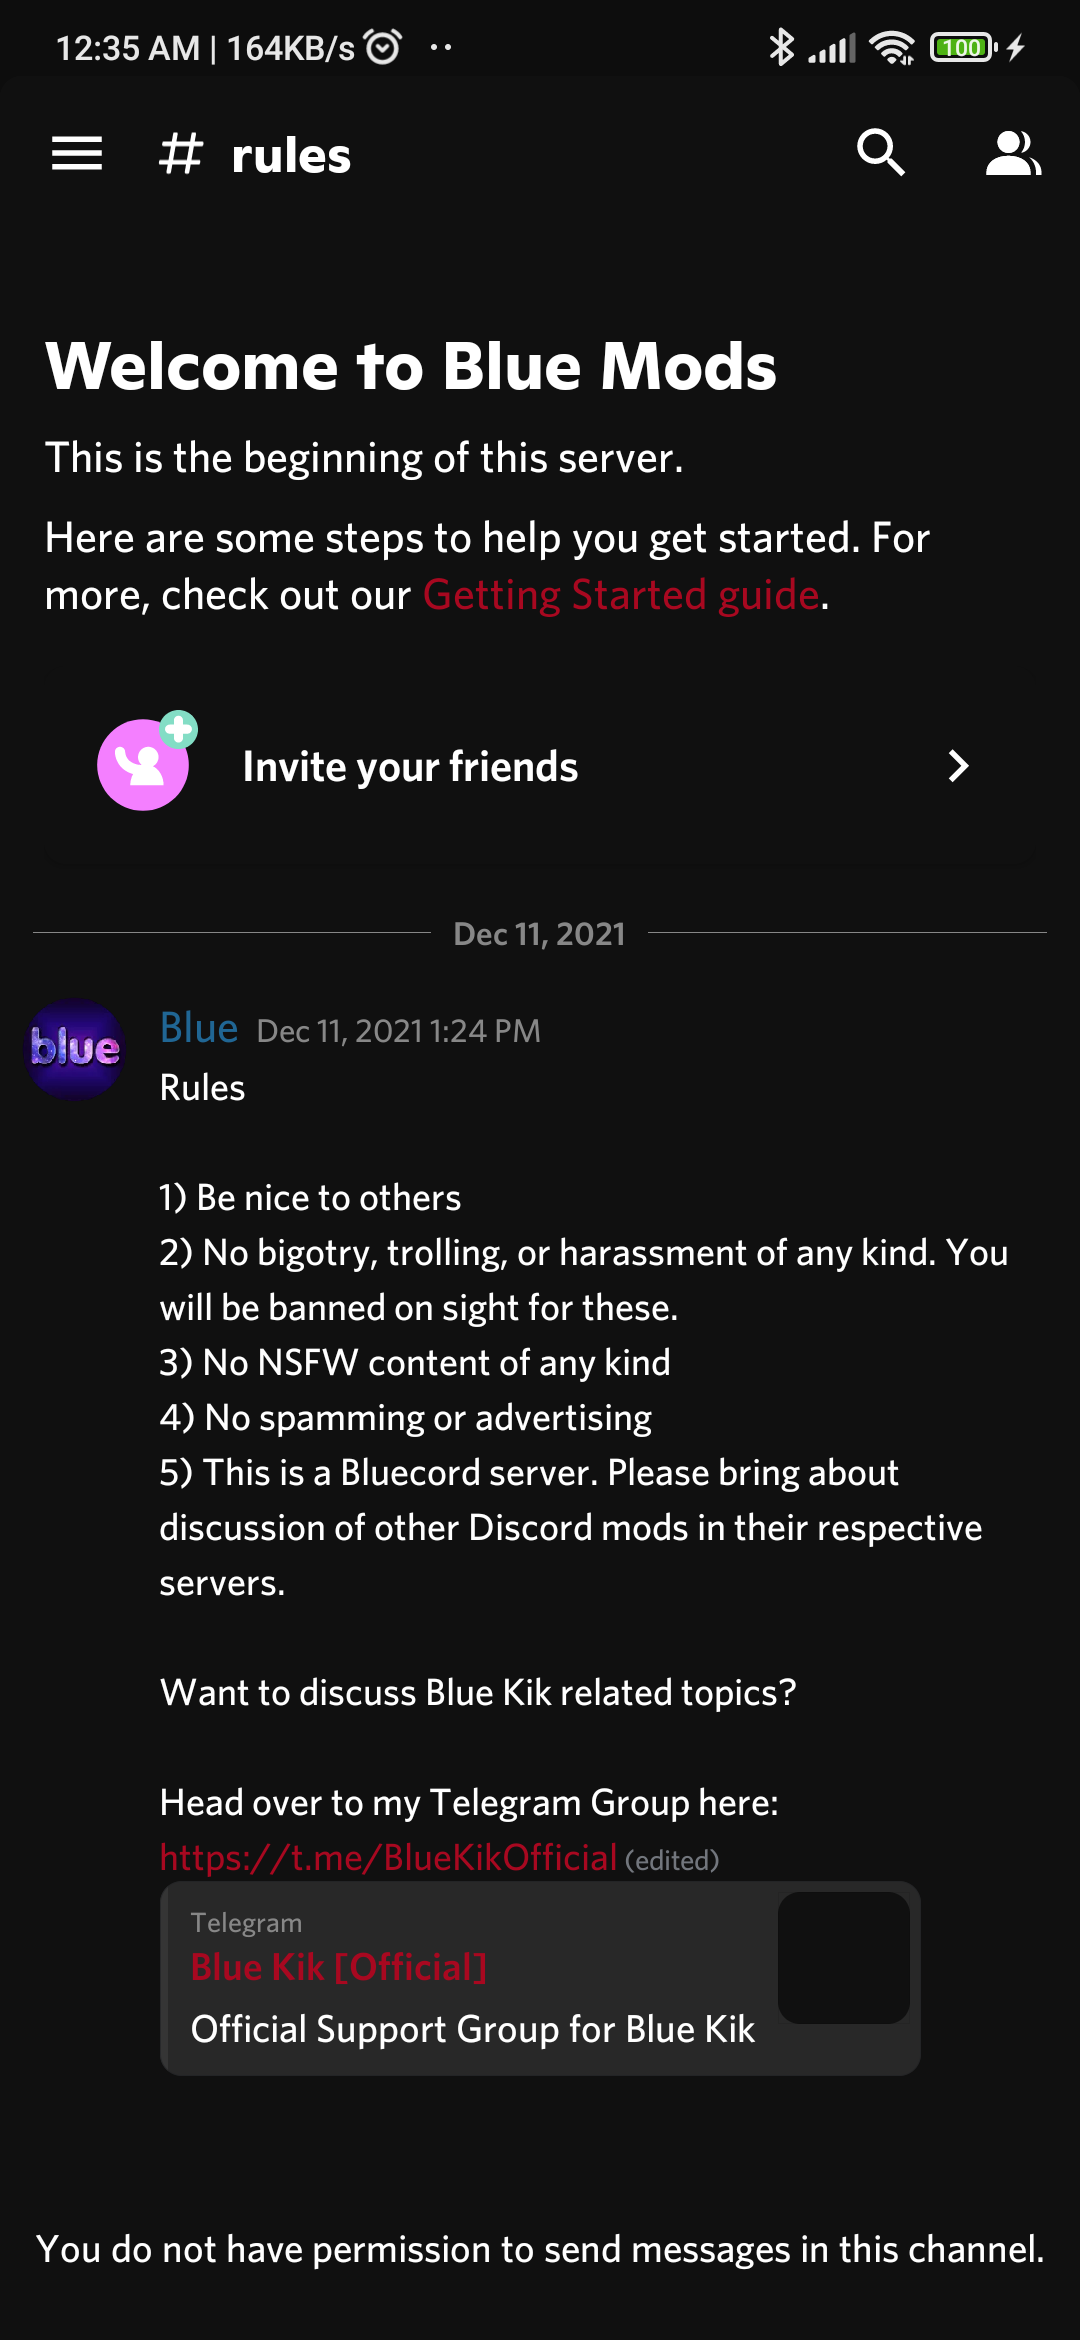 12:35 AM | 164KB/s
100
# rules
Welcome to Blue Mods
This is the beginning of this server.
Here are some steps to help you get started. For
more, check out our Getting Started guide.
Invite your friends
Dec 11, 2021
blue
Blue Dec 11, 2021 1:24 PM
Rules
1) Be nice to others
2) No bigotry, trolling, or harassment of any kind. You
will be banned on sight for these.
3) No NSFW content of any kind
4) No spamming or advertising
5) This is a Bluecord server. Please bring about
discussion of other Discord mods in their respective
servers.
Want to discuss Blue Kik related topics?
Head over to my Telegram Group here:
https://t.me/BlueKikOfficial (edited)
Telegram
Blue Kik [Official]
Official Support Group for Blue Kik
You do not have permission to send messages in this channel.